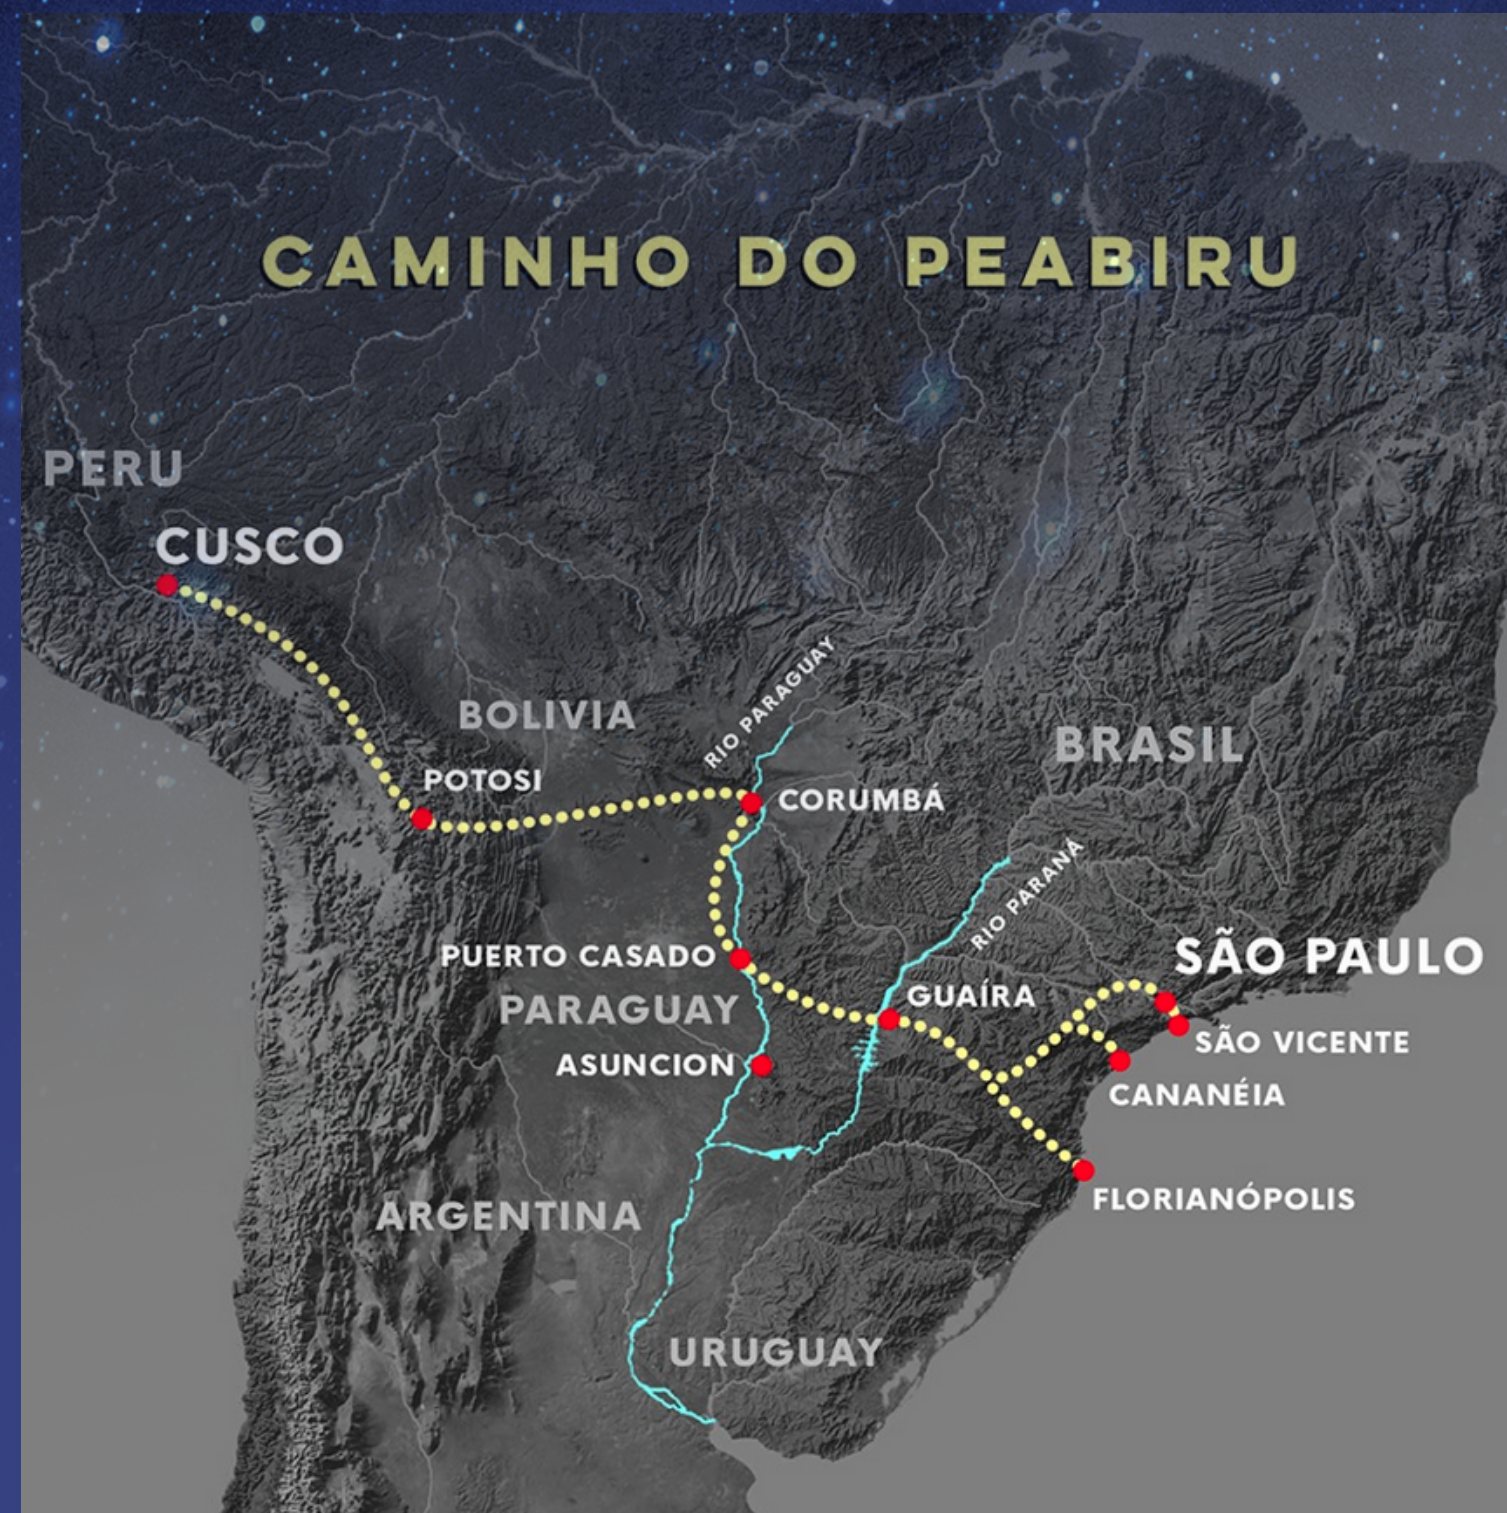 CAMINHO DO PEABIRU
PERU
CUSCO
RIO PARAGUAY
BOLIVIA
BRASIL
POTOSI
CORUMBÁ
RIO PARANÁ
PUERTO CASADO
SÃO PAULO
PARAGUAY
GUAÍRA
SÃO VICENTE
ASUNCION
CANANÉIA
FLORIANÓPOLIS
ARGENTINA
URUGUAY